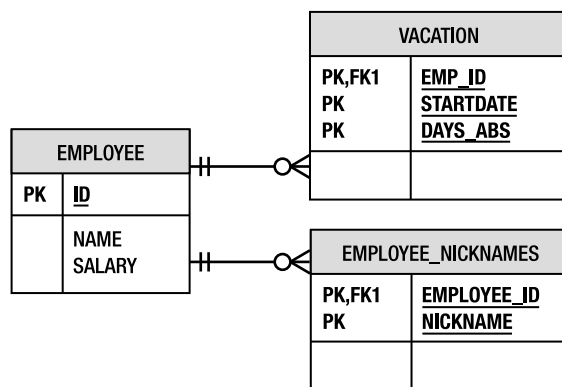 VACATION
PK,FK1 EMP_ID
PK STARTDATE
PK DAYS_ABS
EMPLOYEE
PK ID
NAME
SALARY
EMPLOYEE_NICKNAMES
PK,FK1 EMPLOYEE_ID
PK NICKNAME